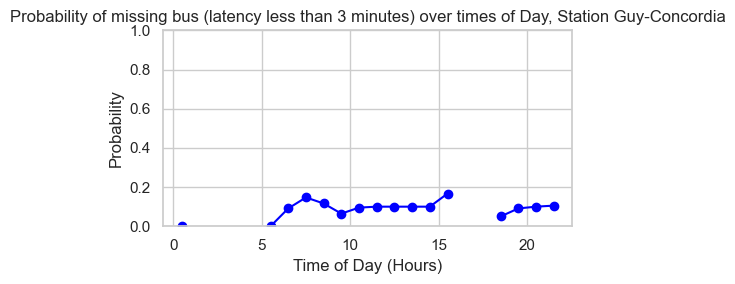 Probability of missing bus (latency less than 3 minutes) over times of Day, Station Guy-Concordia
1.0
0.8
0.6
0.4
0.2
0.0
Probability
0 5 10 15 20
Time of Day (Hours)